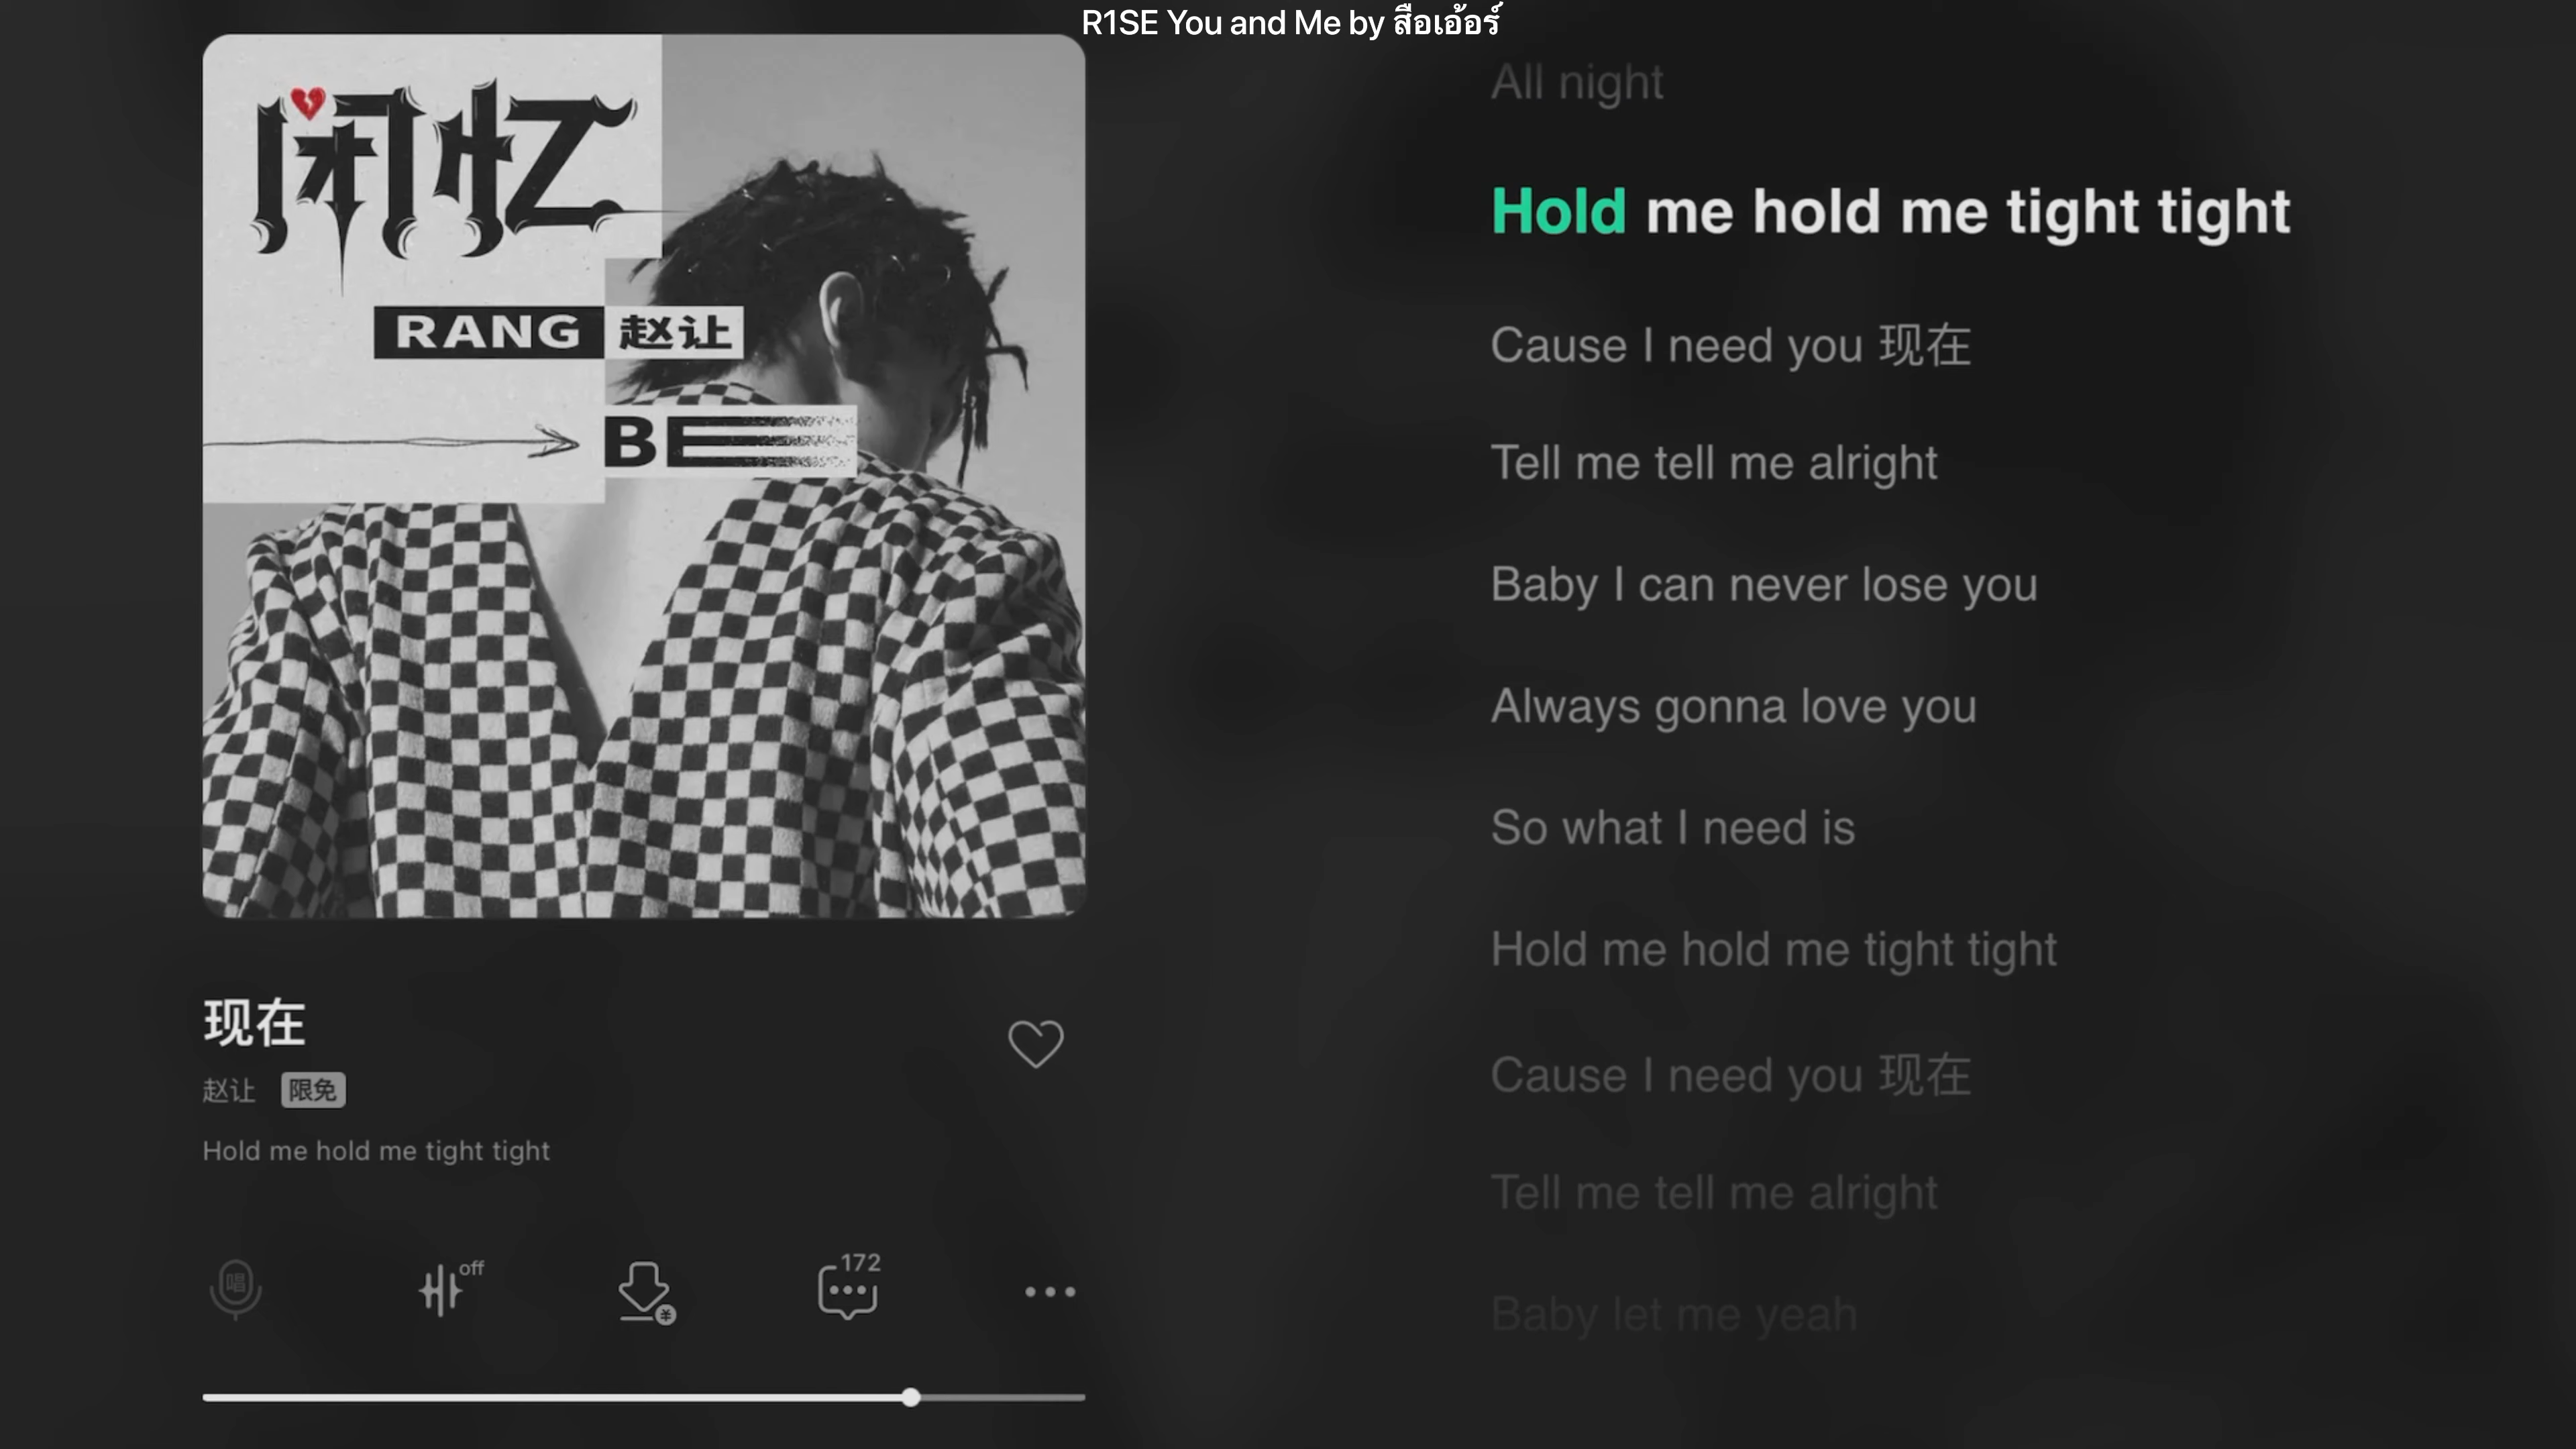 R1SE You and Me by สือเอ้อร์
闭忆
RANG 赵让
BE
现在
赵让 限免
Hold me hold me tight tight
唱
off
172
All night
Hold me hold me tight tight
Cause I need you 现在
Tell me tell me alright
Baby I can never lose you
Always gonna love you
So what I need is
Hold me hold me tight tight
Cause I need you 现在
Tell me tell me alright
Baby let me yeah